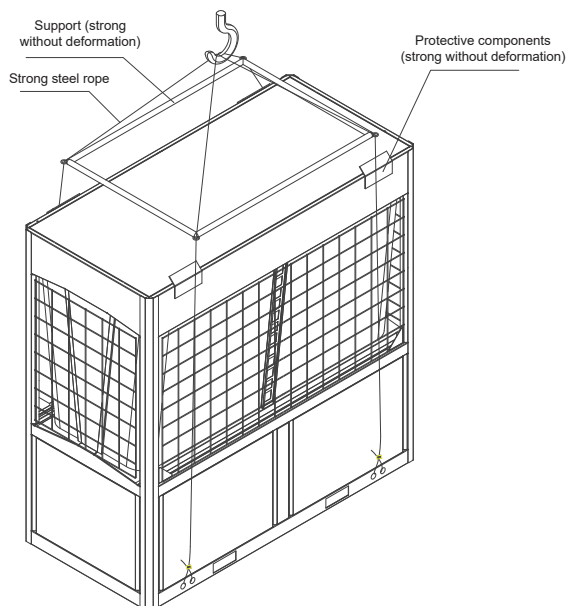 Support (strong
without deformation)
Strong steel rope
Protective components
(strong without deformation)